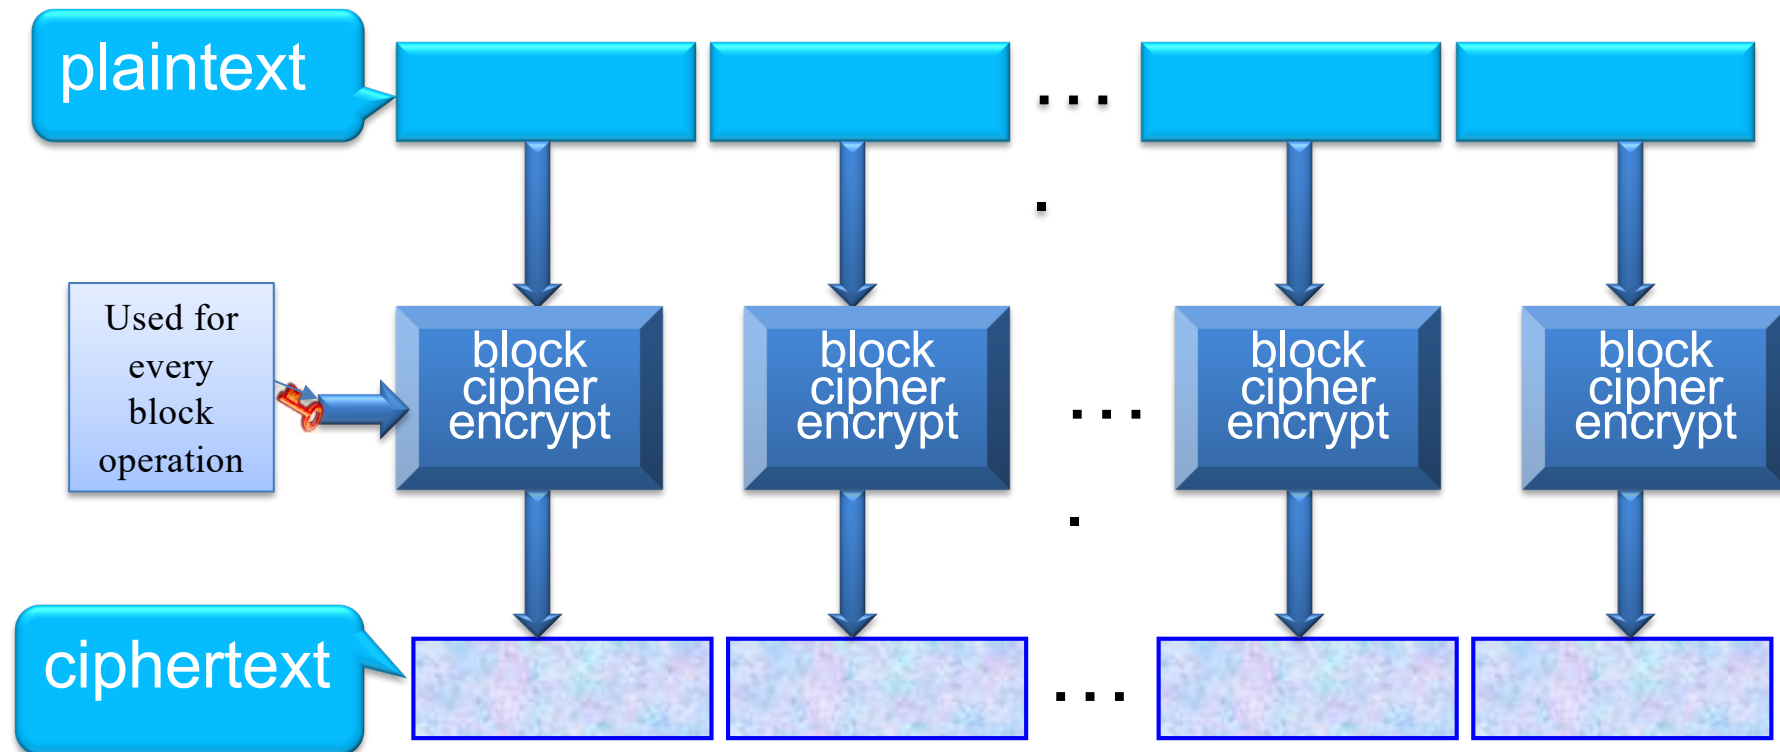 plaintext
...
.
Used for
every
block
operation
block
cipher
encrypt
block
cipher
encrypt
...
.
block
cipher
encrypt
block
cipher
encrypt
ciphertext
...